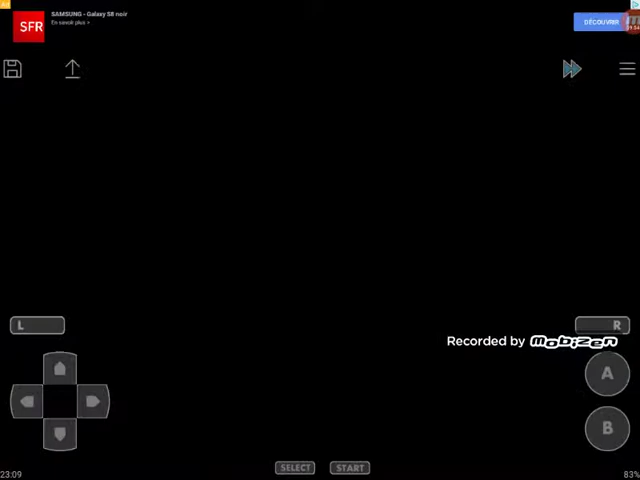 SFR
SAMSUNG - Galaxy S8 noir
En savoir plus >
DÉCOUVRIR
L
R
Recorded by Mobizen
A
B
SELECT
START
23:09
83%